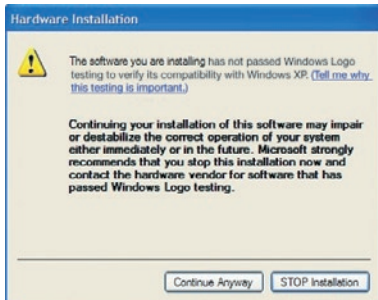 Hardware Installation
The software you are installing has not passed Windows Logo
testing to verify its compatibility with Windows XP. (Tell me why
this testing is important.)
Continuing your installation of this software may impair
or destabilize the correct operation of your system
either immediately or in the future. Microsoft strongly
recommends that you stop this installation now and
contact the hardware vendor for software that has
passed Windows Logo testing.
Continue Anyway STOP Installation